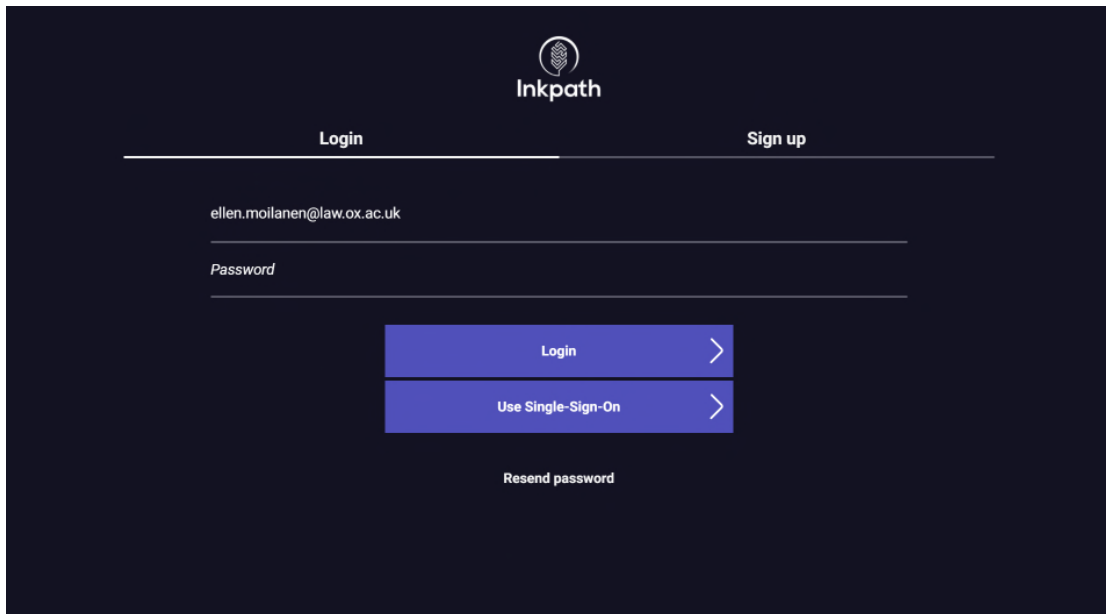 Inkpath
Login Sign up
ellen.moilanen@law.ox.ac.uk
Password
Login
Use Single-Sign-On
Resend password